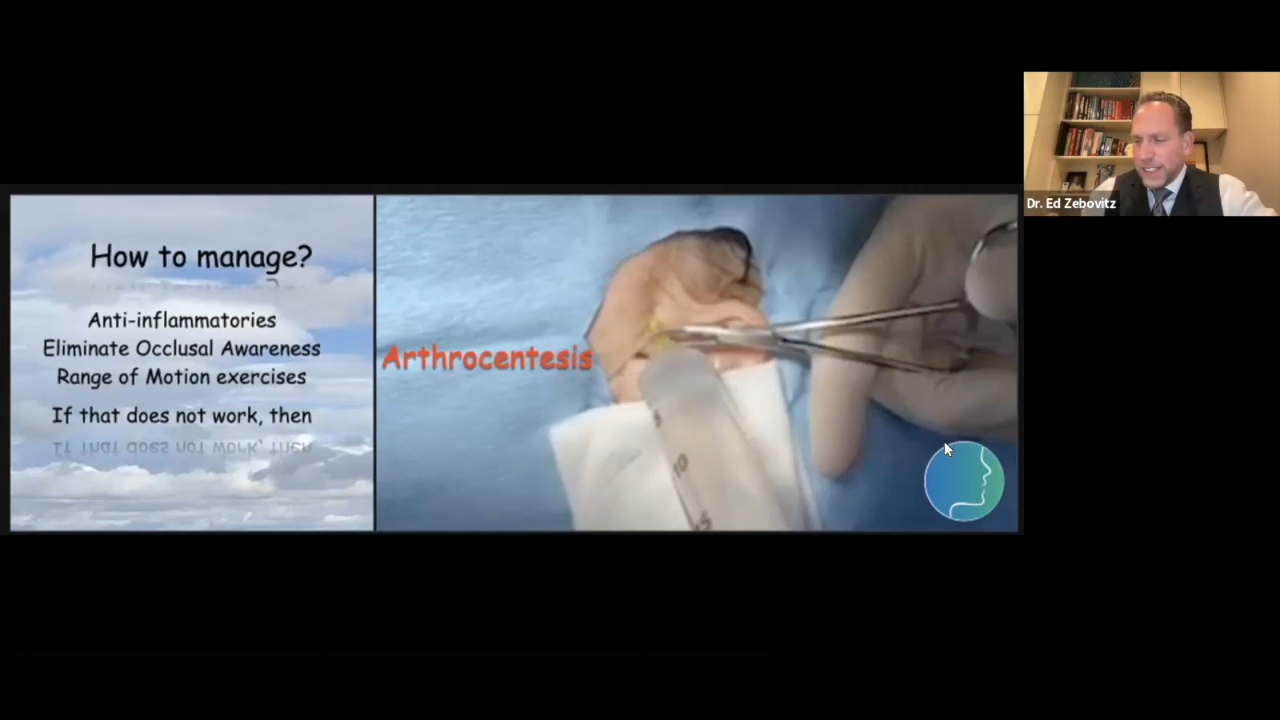 How to manage?
Anti-inflammatories
Eliminate Occlusal Awareness
Range of Motion exercises
If that does not work, then
Arthrocentesis
10
Dr. Ed Zebovitz